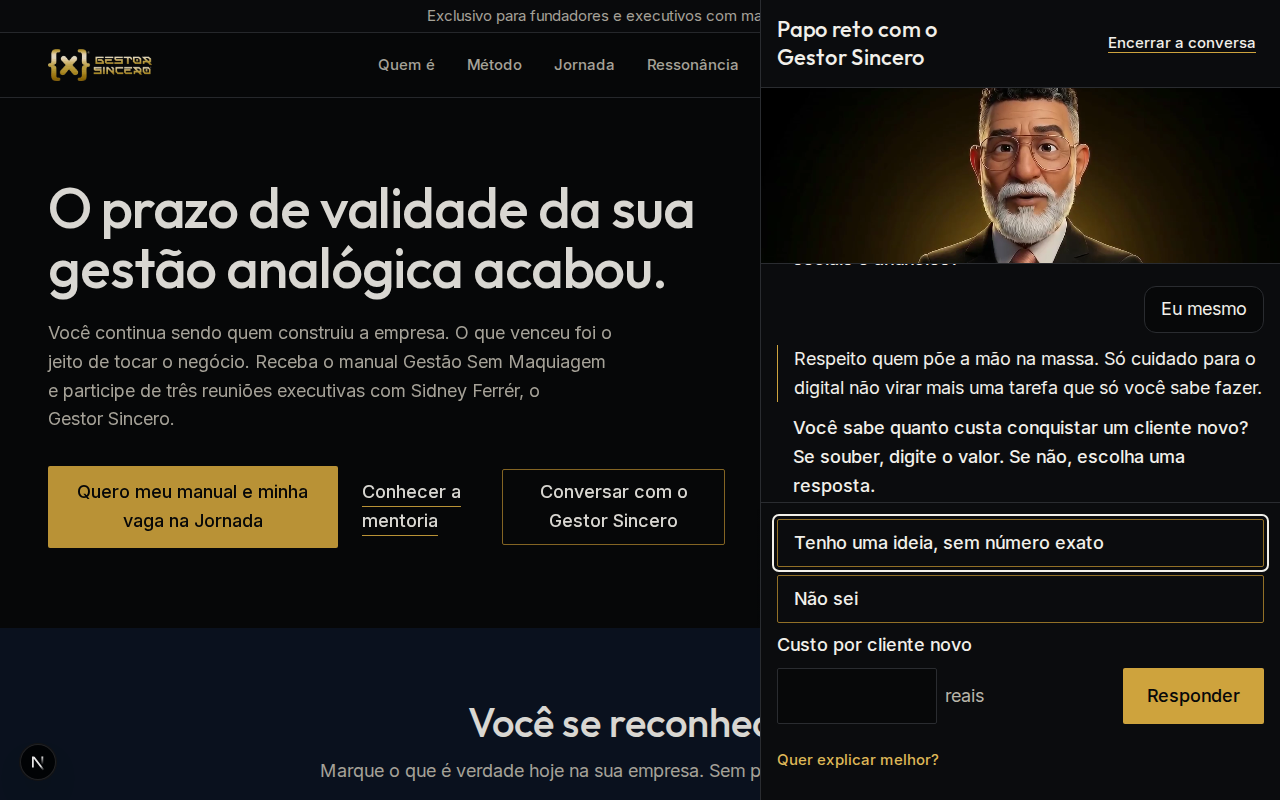 Exclusivo para fundadores e executivos com ma
GESTOR
SINCERO
Quem é
Método
Jornada
Ressonância
O prazo de validade da sua
gestão analógica acabou.
Você continua sendo quem construiu a empresa. O que venceu foi o
jeito de tocar o negócio. Receba o manual Gestão Sem Maquiagem
e participe de três reuniões executivas com Sidney Ferrér, o
Gestor Sincero.
Quero meu manual e minha
vaga na Jornada
Conhecer a
mentoria
Conversar com o
Gestor Sincero
Você se reconhec
Marque o que é verdade hoje na sua empresa. Sem p
N
Papo reto com o
Gestor Sincero
Encerrar a conversa
Eu mesmo
Respeito quem põe a mão na massa. Só cuidado para o
digital não virar mais uma tarefa que só você sabe fazer.
Você sabe quanto custa conquistar um cliente novo?
Se souber, digite o valor. Se não, escolha uma
resposta.
Tenho uma ideia, sem número exato
Não sei
Custo por cliente novo
reais
Responder
Quer explicar melhor?